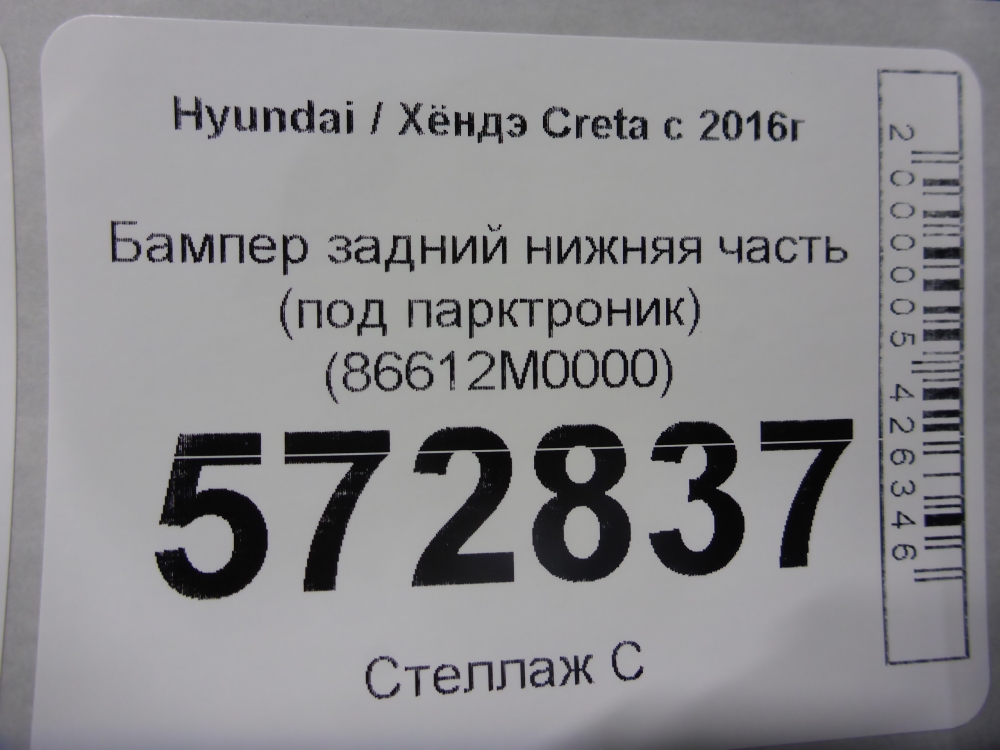 Hyundai / Хёндэ Creta с 2016г
Бампер задний нижняя часть
(под парктроник)
(86612M0000)
572837
Стеллаж С
2000005426346